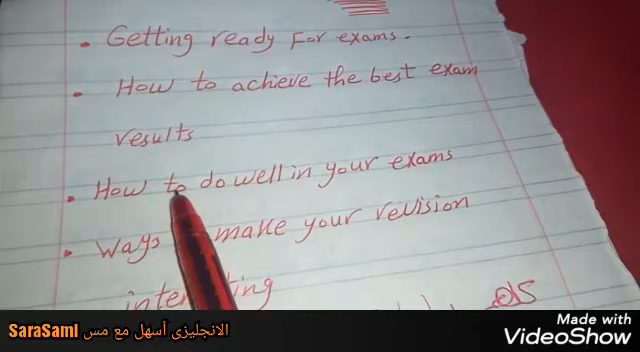 • Getting ready For exams.
• How to achieve the best exam
results
• How to do well in your exams
• Ways make your revision
Made with
VideoShow
SaraSamI الانجليزى أسهل مع مس